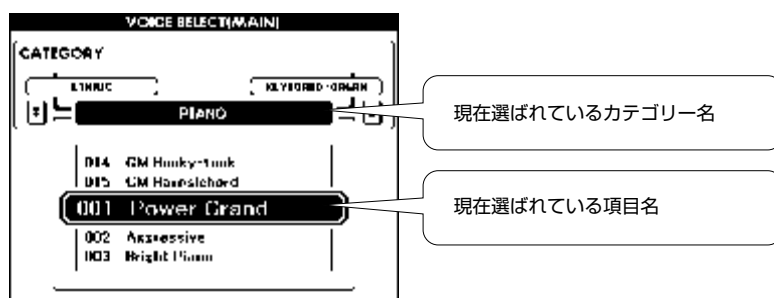 VOICE SELECT(MAIN)
CATEGORY
ETHNIC
KEYBOARD·ORGAN
PIANO
現在選ばれているカテゴリー名
014 GM Honky-tonk
015 GM Harpsichord
001 Power Grand
現在選ばれている項目名
002 Aggressive
003 Bright Piano